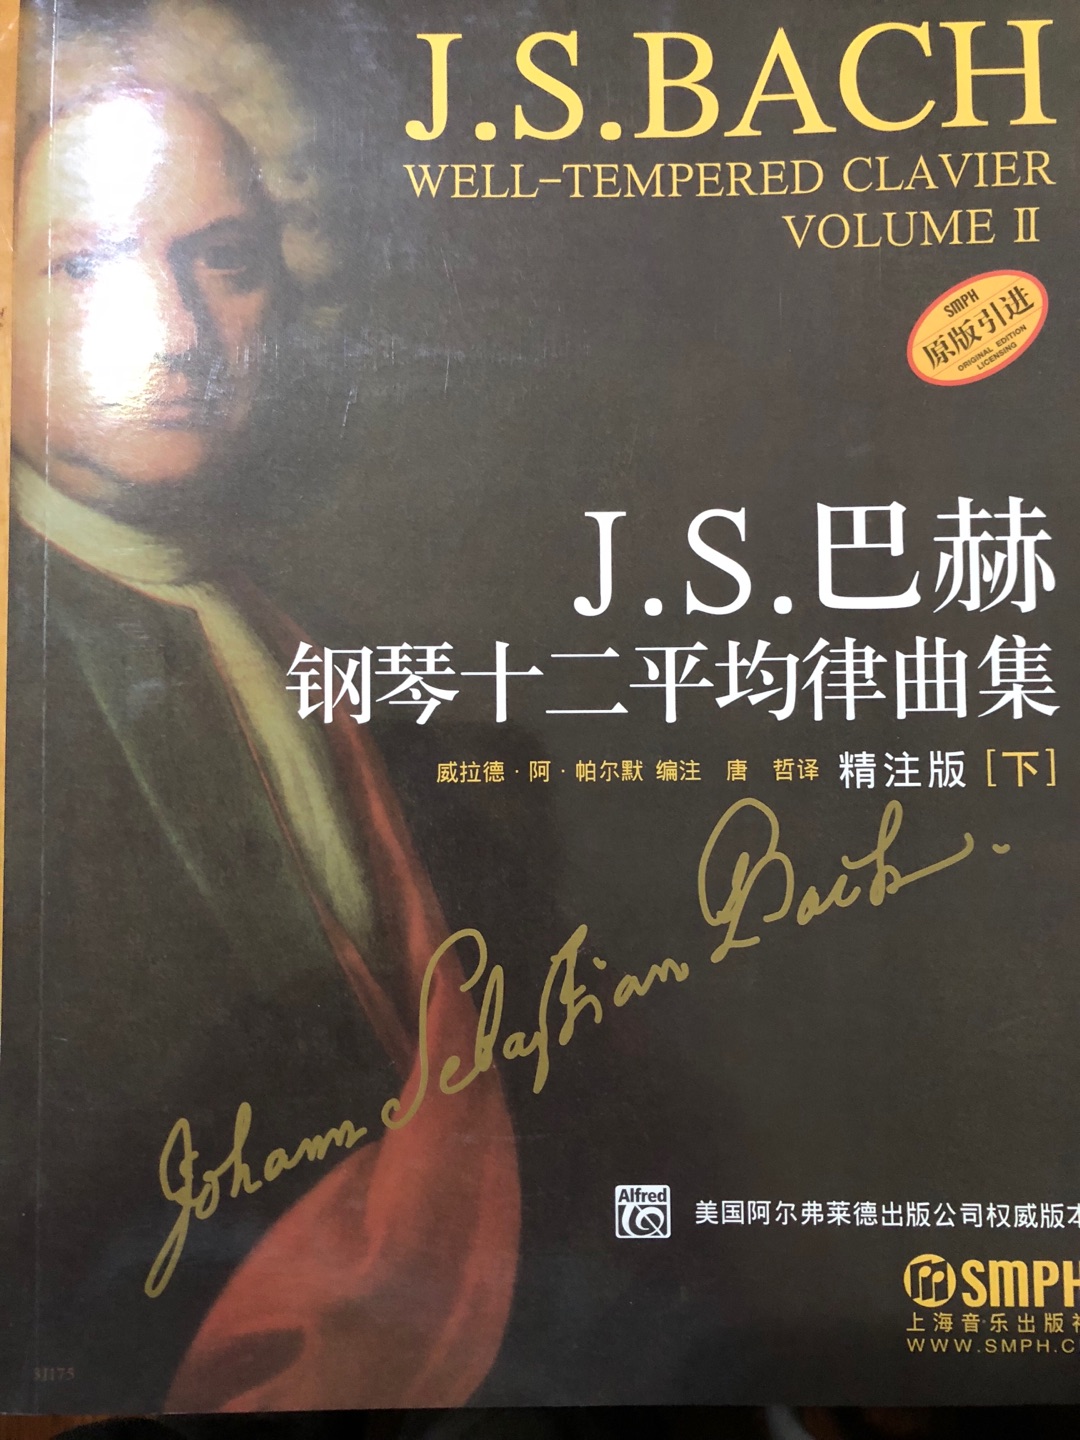 J.S.BACH
WELL-TEMPERED CLAVIER
VOLUME II
SMPH
原版引进
ORIGINAL EDITION
LICENSING
J.S.巴赫
钢琴十二平均律曲集
威拉德·阿·帕尔默 编注 唐 哲译 精注版 [下]
Johann Sebastian Bach.
Alfred
美国阿尔弗莱德出版公司权威版本
SMPH
上海音乐出版社
WWW.SMPH.C